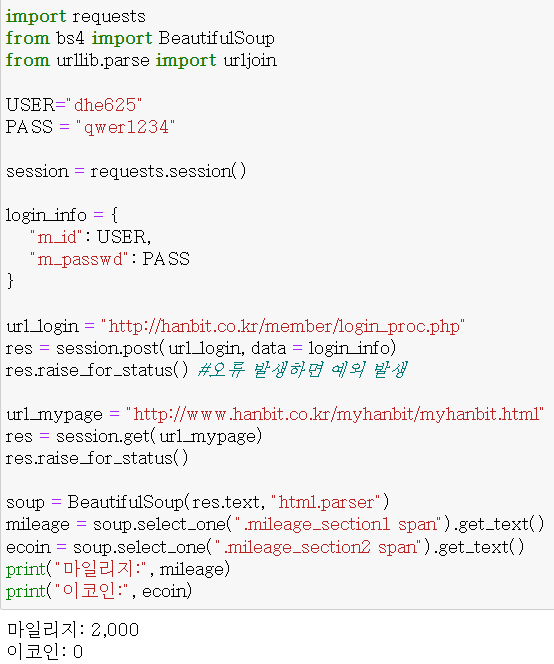 import requests
from bs4 import BeautifulSoup
from urllib.parse import urljoin
USER="dhe625"
PASS = "qwer1234"
session = requests.session()
login_info = {
    "m_id": USER,
    "m_passwd": PASS
}
url_login = "http://hanbit.co.kr/member/login_proc.php"
res = session.post( url_login, data = login_info)
res.raise_for_status() #오류 발생하면 예외 발생
url_mypage = "http://www.hanbit.co.kr/myhanbit/myhanbit.html"
res = session.get( url_mypage)
res.raise_for_status()
soup = BeautifulSoup(res.text, "html.parser")
mileage = soup.select_one(".mileage_section1 span").get_text()
ecoin = soup.select_one(".mileage_section2 span").get_text()
print("마일리지:", mileage)
print("이코인:", ecoin)
마일리지: 2,000
이코인: 0